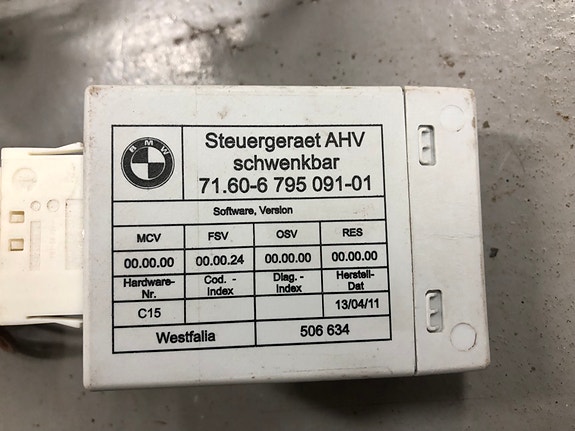 BMW
Steuergeraet AHV
schwenkbar
71.60-6 795 091-01
Software, Version
MCV FSV OSV RES
00.00.00 00.00.24 00.00.00 00.00.00
Hardware- Cod. - Diag. - Herstell-
Nr. Index Index Dat
C15 13/04/11
Westfalia 506 634